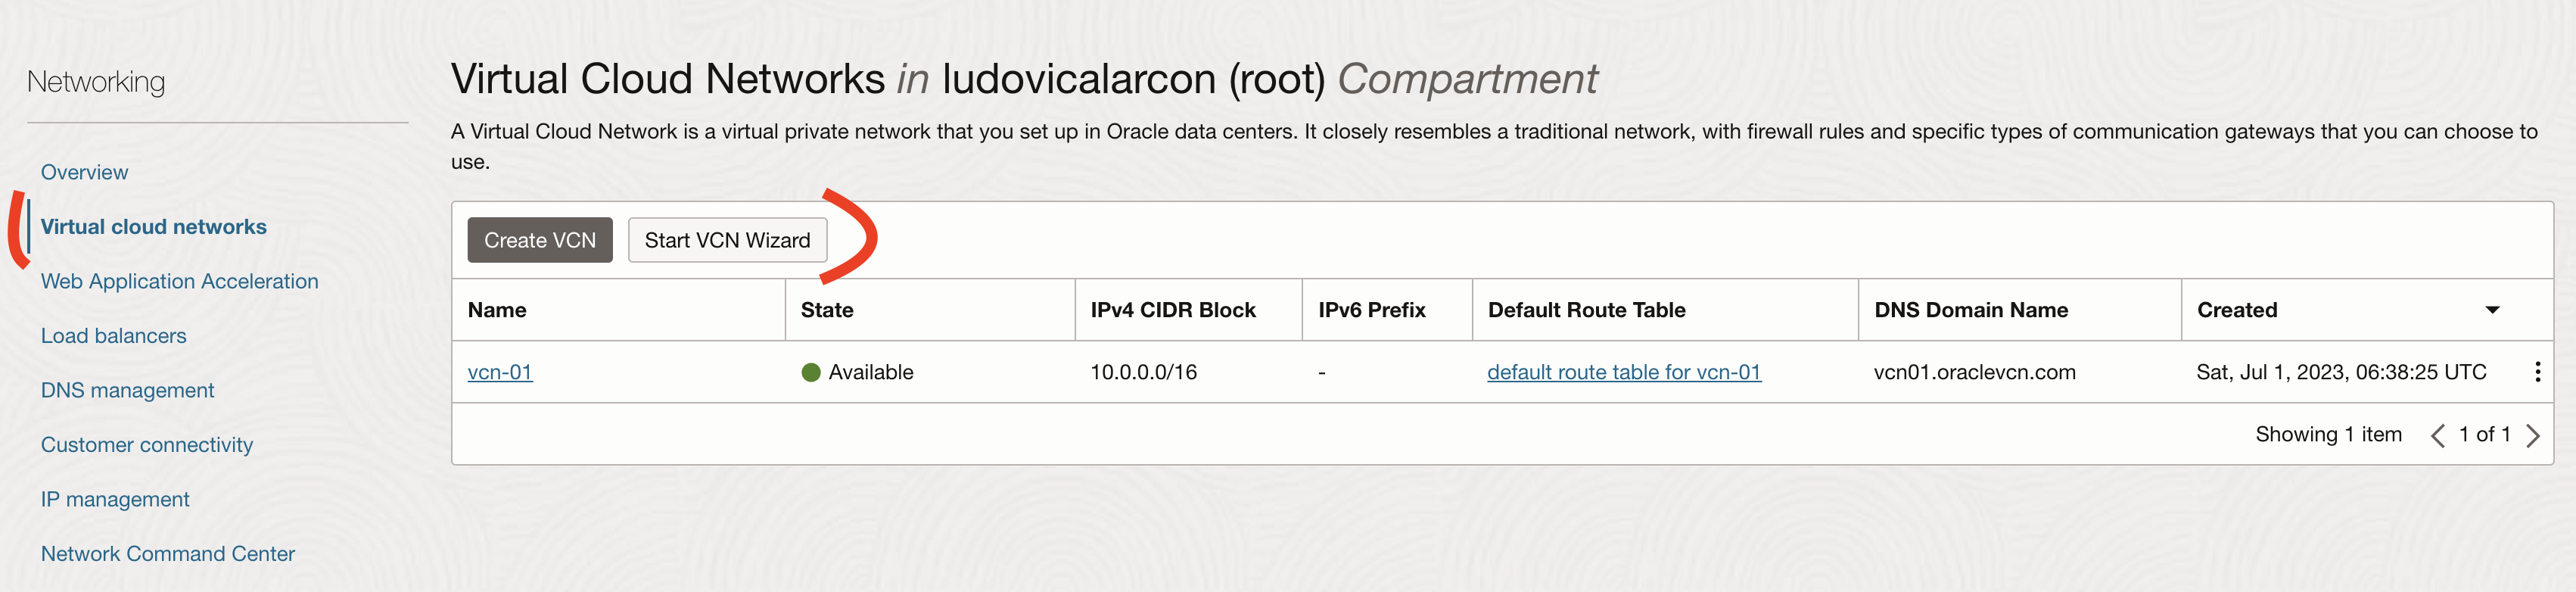 Networking
Overview
Virtual cloud networks
Web Application Acceleration
Load balancers
DNS management
Customer connectivity
IP management
Network Command Center
Virtual Cloud Networks in ludovicalarcon (root) Compartment
A Virtual Cloud Network is a virtual private network that you set up in Oracle data centers. It closely resembles a traditional network, with firewall rules and specific types of communication gateways that you can choose to
use.
Create VCN Start VCN Wizard
Name State IPv4 CIDR Block IPv6 Prefix Default Route Table DNS Domain Name Created
vcn-01 Available 10.0.0.0/16 - default route table for vcn-01 vcn01.oraclevcn.com Sat, Jul 1, 2023, 06:38:25 UTC
Showing 1 item 1 of 1